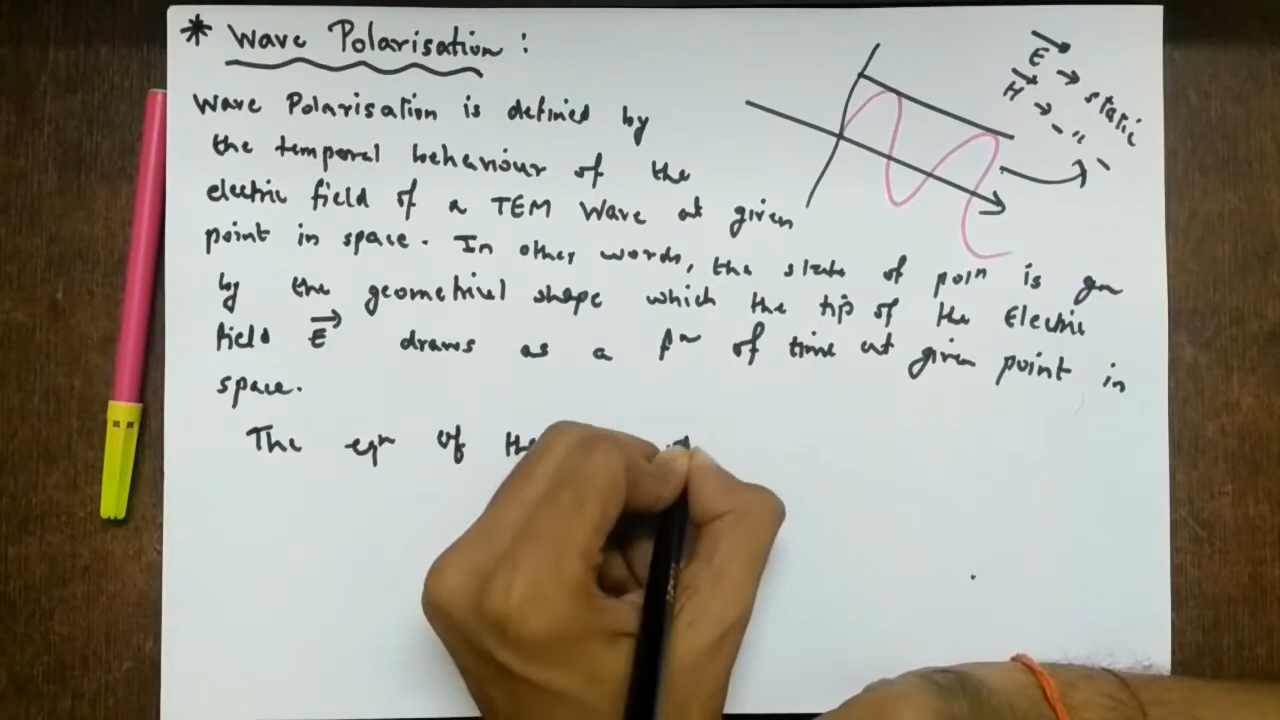 * Wave Polarisation :
Wave Polarisation is defined by
the temporal behaviour of the
electric field of a TEM Wave at given
point in space. In other words, the state of polⁿ is
by the geometrical shape which the tip of the Electric
field E draws as a fⁿ of time at given point in
space.
The eqⁿ of the
E → static
H → - " -